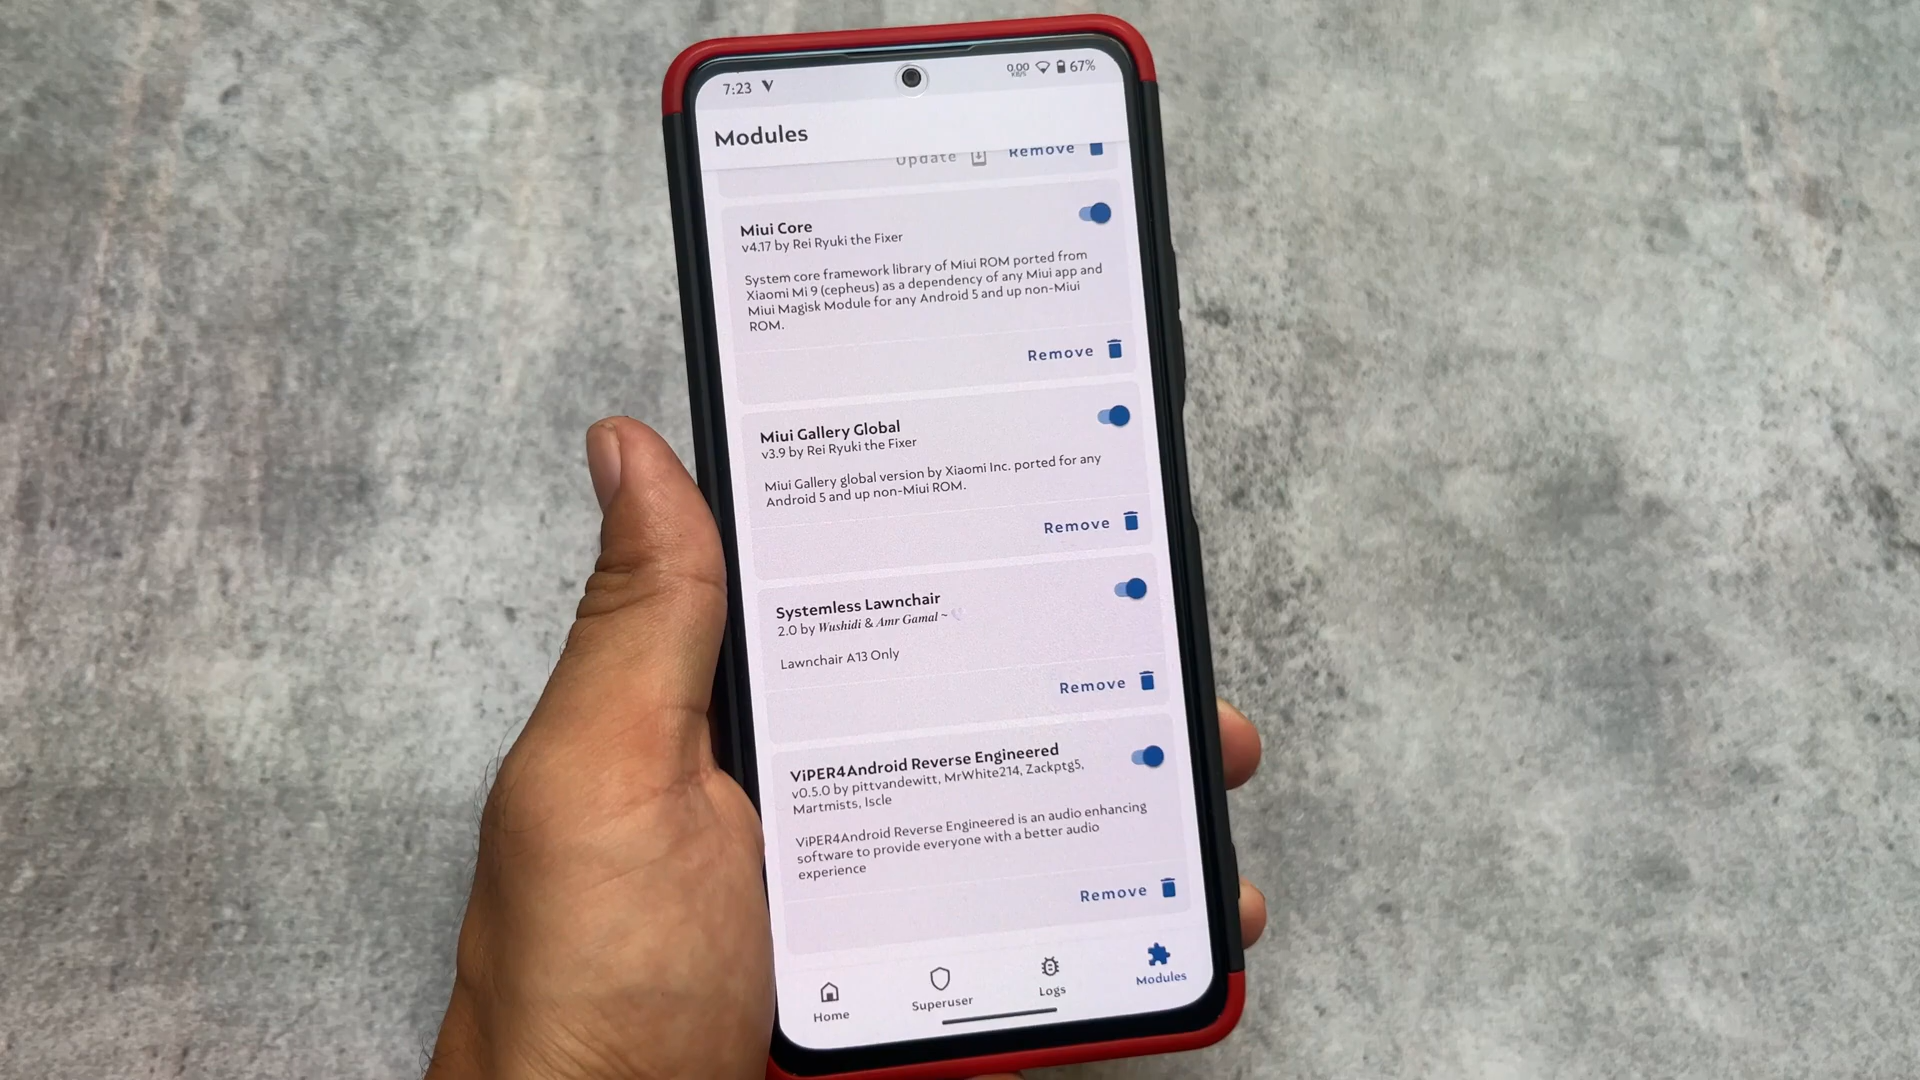 7:23
0.00
KB/S
67%
Modules
Update
Remove
Miui Core
v4.17 by Rei Ryuki the Fixer
System core framework library of Miui ROM ported from
Xiaomi Mi 9 (cepheus) as a dependency of any Miui app and
Miui Magisk Module for any Android 5 and up non-Miui
ROM.
Remove
Miui Gallery Global
v3.9 by Rei Ryuki the Fixer
Miui Gallery global version by Xiaomi Inc. ported for any
Android 5 and up non-Miui ROM.
Remove
Systemless Lawnchair
2.0 by Wushidi & Amr Gamal ~
Lawnchair A13 Only
Remove
ViPER4Android Reverse Engineered
v0.5.0 by pittvandewitt, MrWhite214, Zackptg5,
Martmists, Iscle
ViPER4Android Reverse Engineered is an audio enhancing
software to provide everyone with a better audio
experience
Remove
Home
Superuser
Logs
Modules